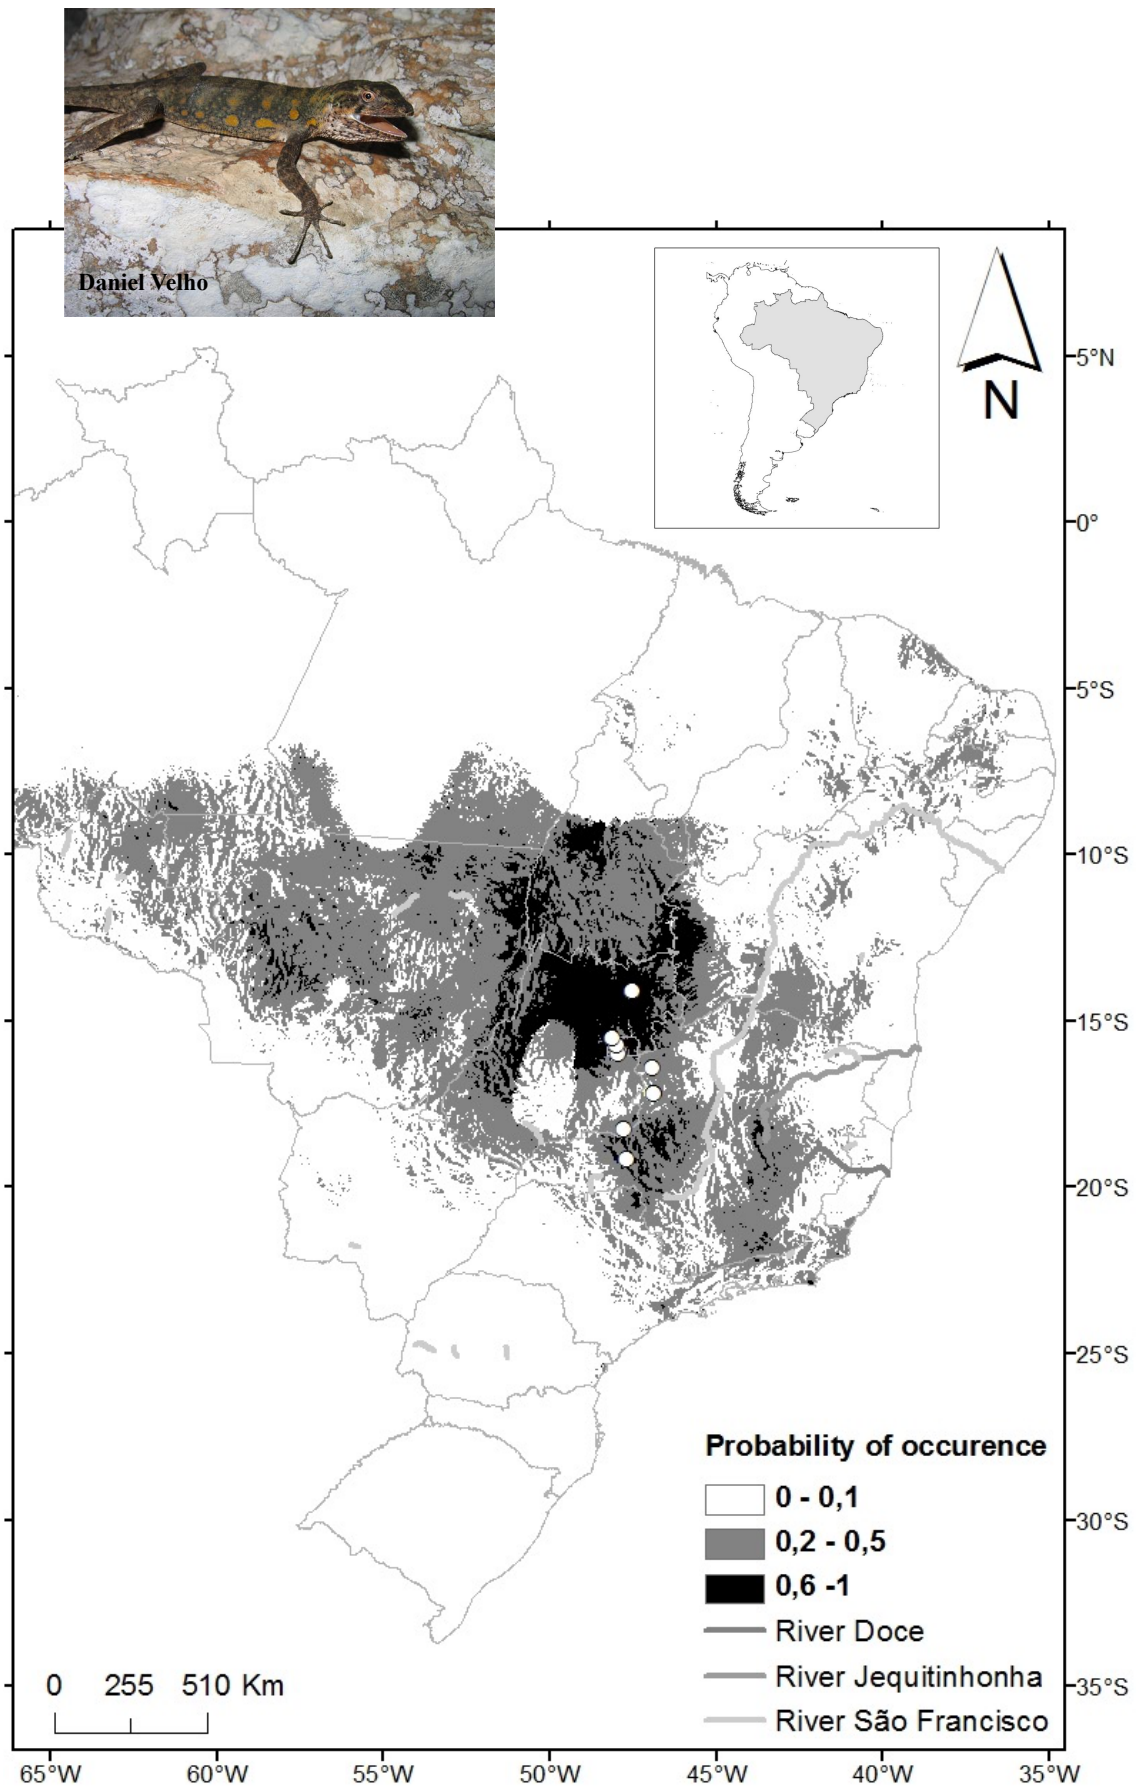 Daniel Velho
N
5°N
0°
5°S
10°S
15°S
20°S
25°S
30°S
35°S
Probability of occurence
0 - 0,1
0,2 - 0,5
0,6 -1
River Doce
River Jequitinhonha
River São Francisco
0 255 510 Km
65°W 60°W 55°W 50°W 45°W 40°W 35°W